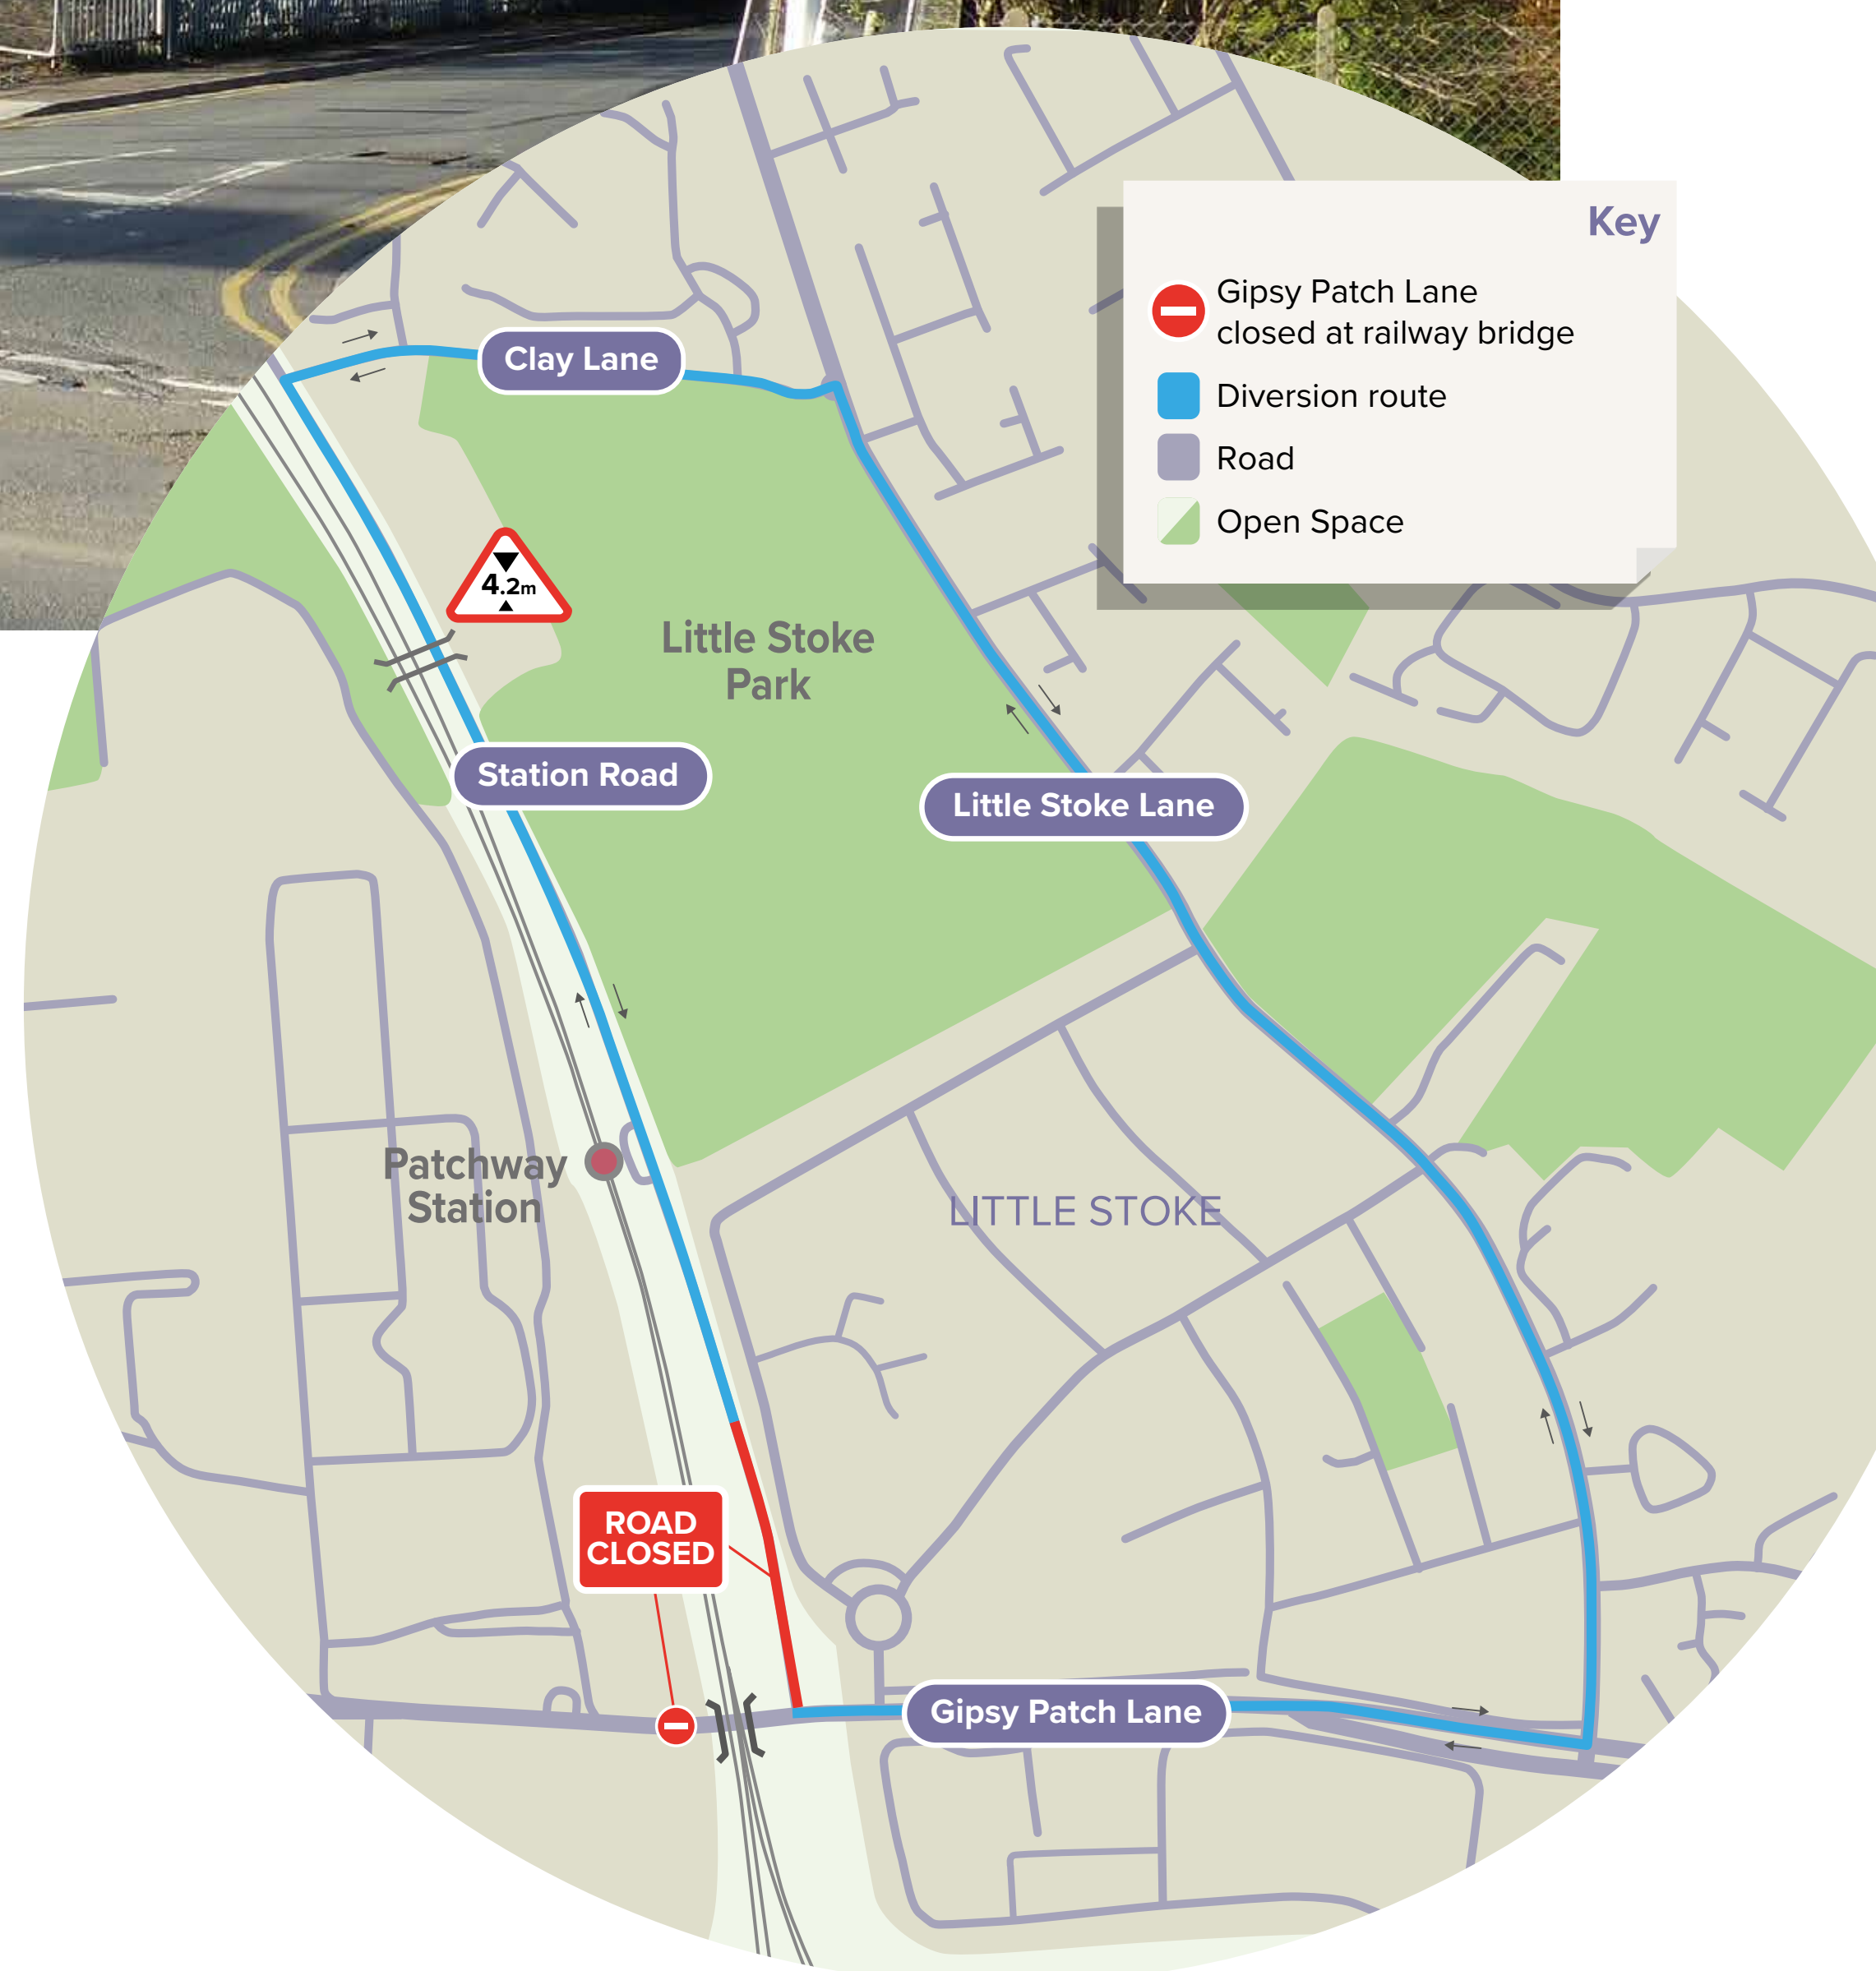 Key
Gipsy Patch Lane
closed at railway bridge
Diversion route
Road
Open Space
Clay Lane
4.2m
Little Stoke
Park
Station Road
Little Stoke Lane
Patchway
Station
LITTLE STOKE
ROAD
CLOSED
Gipsy Patch Lane